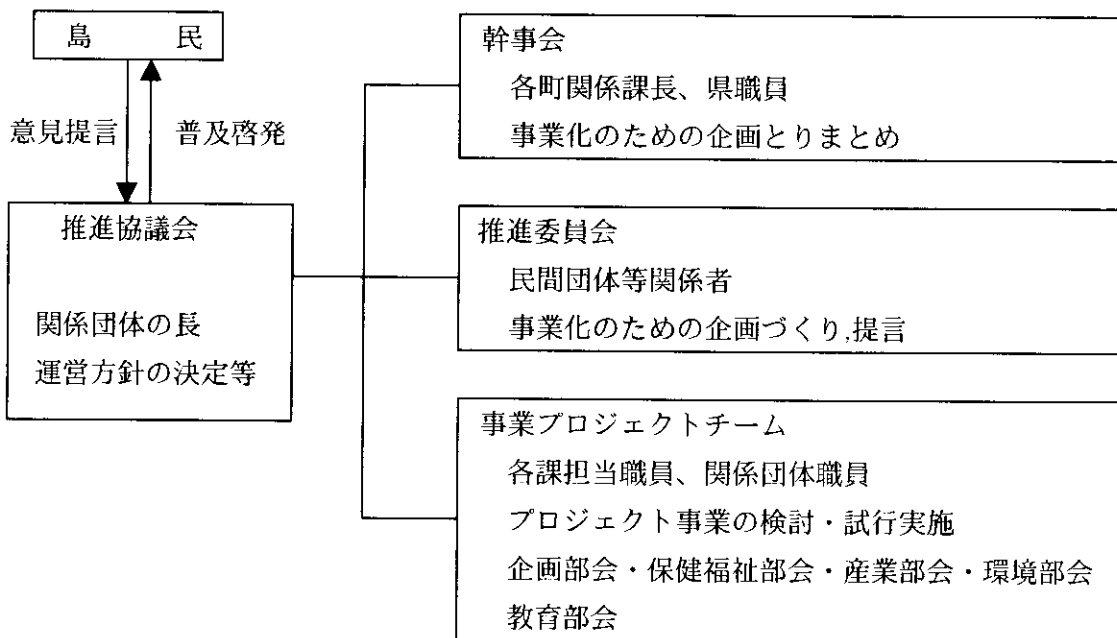 島　民
意見提言
普及啓発
推進協議会
関係団体の長
運営方針の決定等
幹事会
各町関係課長、県職員
事業化のための企画とりまとめ
推進委員会
民間団体等関係者
事業化のための企画づくり,提言
事業プロジェクトチーム
各課担当職員、関係団体職員
プロジェクト事業の検討・試行実施
企画部会・保健福祉部会・産業部会・環境部会
教育部会